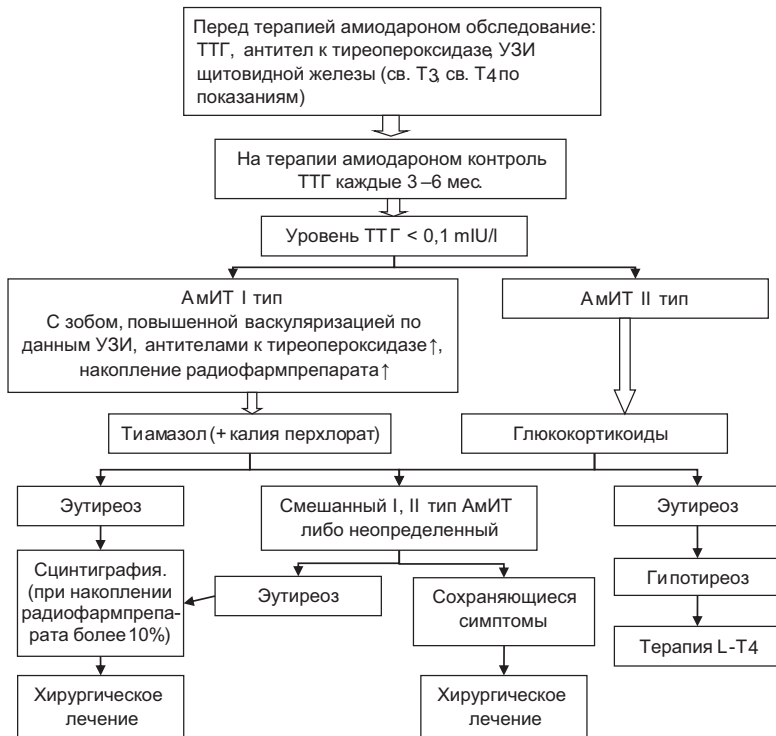 Перед терапией амиодароном обследование:
ТТГ, антител к тиреопероксидазе, УЗИ
щитовидной железы (св. Т3, св. Т4 по
показаниям)
На терапии амиодароном контроль
ТТГ каждые 3–6 мес.
Уровень ТТГ < 0,1 mIU/l
АмИТ I тип
С зобом, повышенной васкуляризацией по
данным УЗИ, антителами к тиреопероксидазе↑,
накопление радиофармпрепарата↑
АмИТ II тип
Тиамазол (+ калия перхлорат)
Глюкокортикоиды
Эутиреоз
Смешанный I, II тип АмИТ
либо неопределенный
Эутиреоз
Сцинтиграфия.
(при накоплении
радиофармпрепа-
рата более 10%)
Эутиреоз
Сохраняющиеся
симптомы
Гипотиреоз
Терапия L-T4
Хирургическое
лечение
Хирургическое
лечение